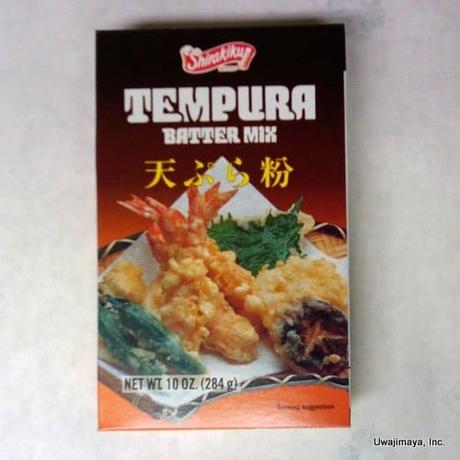 Shirakiku
TEMPURA
BATTER MIX
天ぷら粉
NET WT. 10 OZ. (284 g)
Serving suggestion
Uwajimaya, Inc.